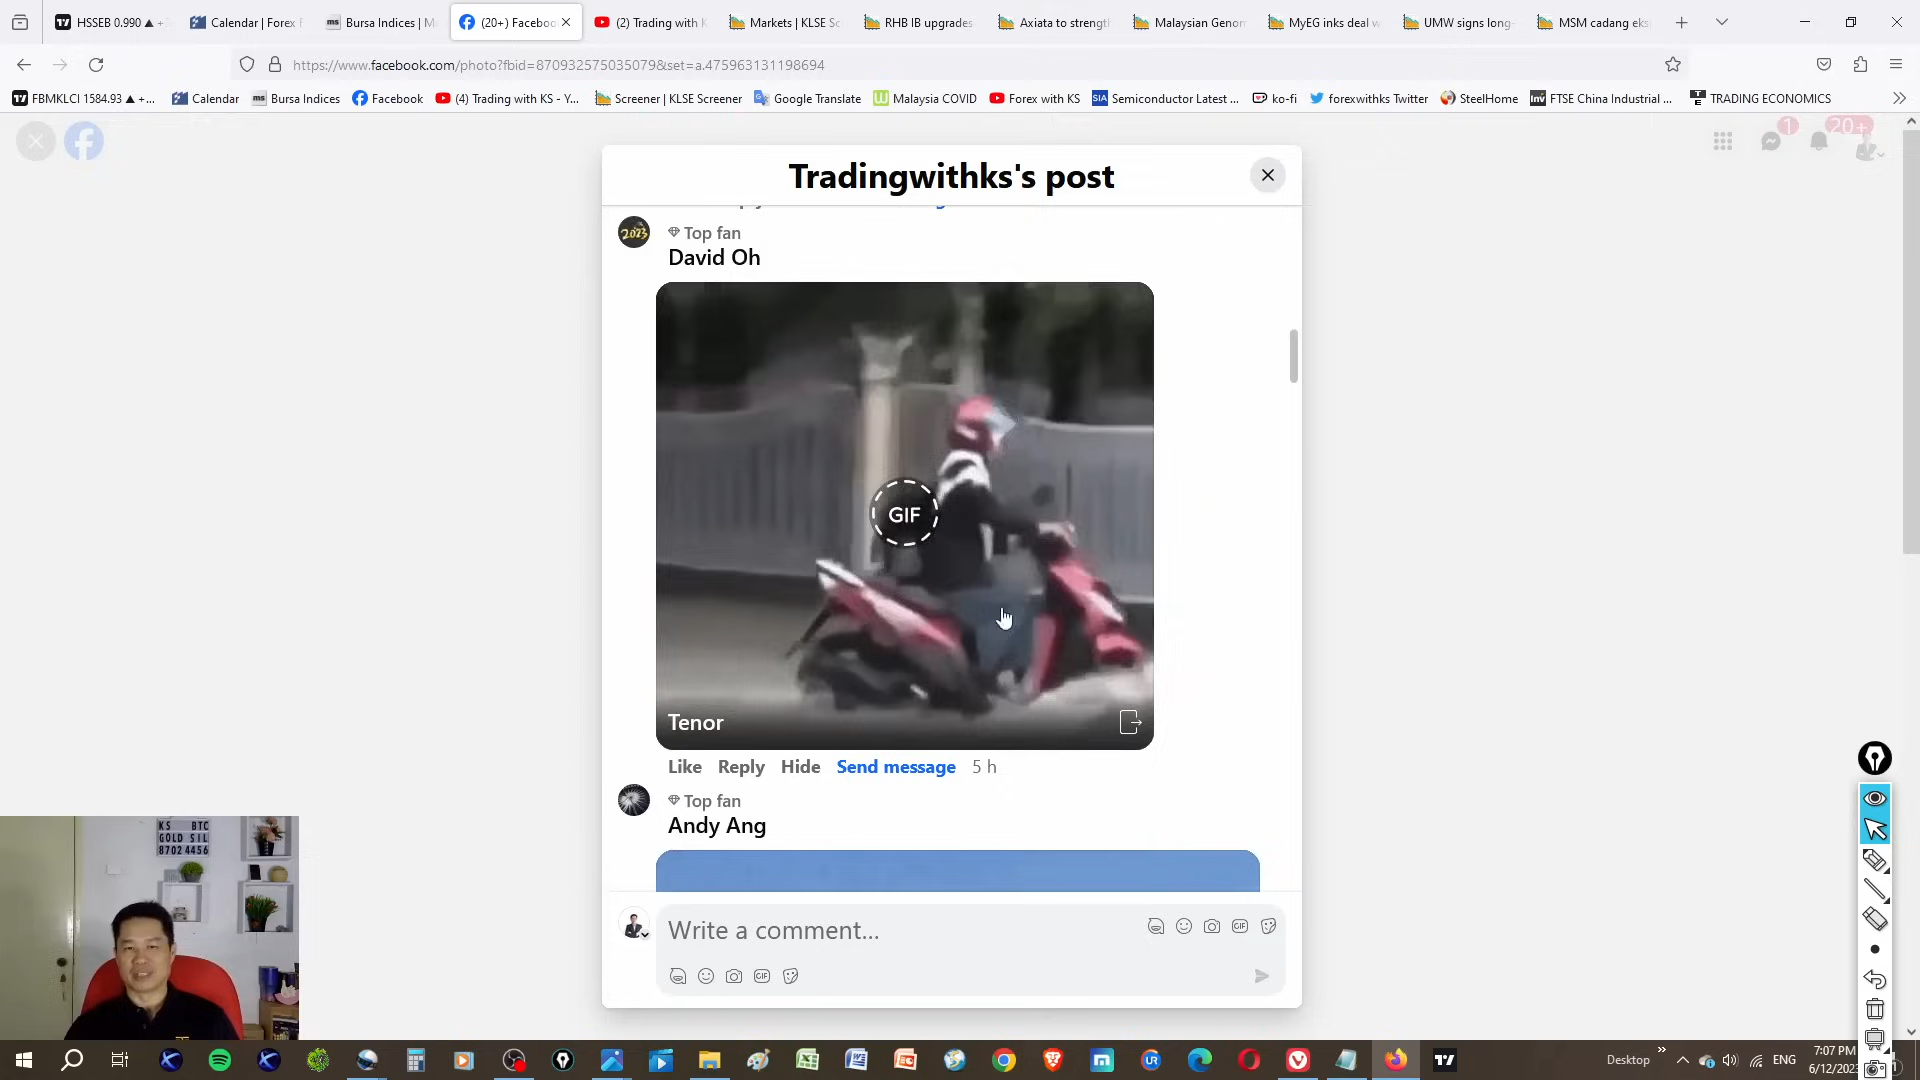 HSSEB 0.990 ▲ +
Calendar | Forex F
Bursa Indices | M
(20+) Facebook
(2) Trading with K
Markets | KLSE Sc
RHB IB upgrades
Axiata to strength
Malaysian Genom
MyEG inks deal w
UMW signs long-
MSM cadang eks
https://www.facebook.com/photo?fbid=870932575035079&set=a.475963131198694
FBMKLCI 1584.93 ▲ +...
Calendar
Bursa Indices
Facebook
(4) Trading with KS - Y...
Screener | KLSE Screener
Google Translate
Malaysia COVID
Forex with KS
Semiconductor Latest ...
ko-fi
forexwithks Twitter
SteelHome
FTSE China Industrial ...
TRADING ECONOMICS
1
20+
Tradingwithks's post
Top fan
David Oh
GIF
Tenor
Like Reply Hide Send message 5 h
Top fan
Andy Ang
Write a comment...
KS BTC
GOLD SIL
8702 4456
Desktop
ENG
7:07 PM